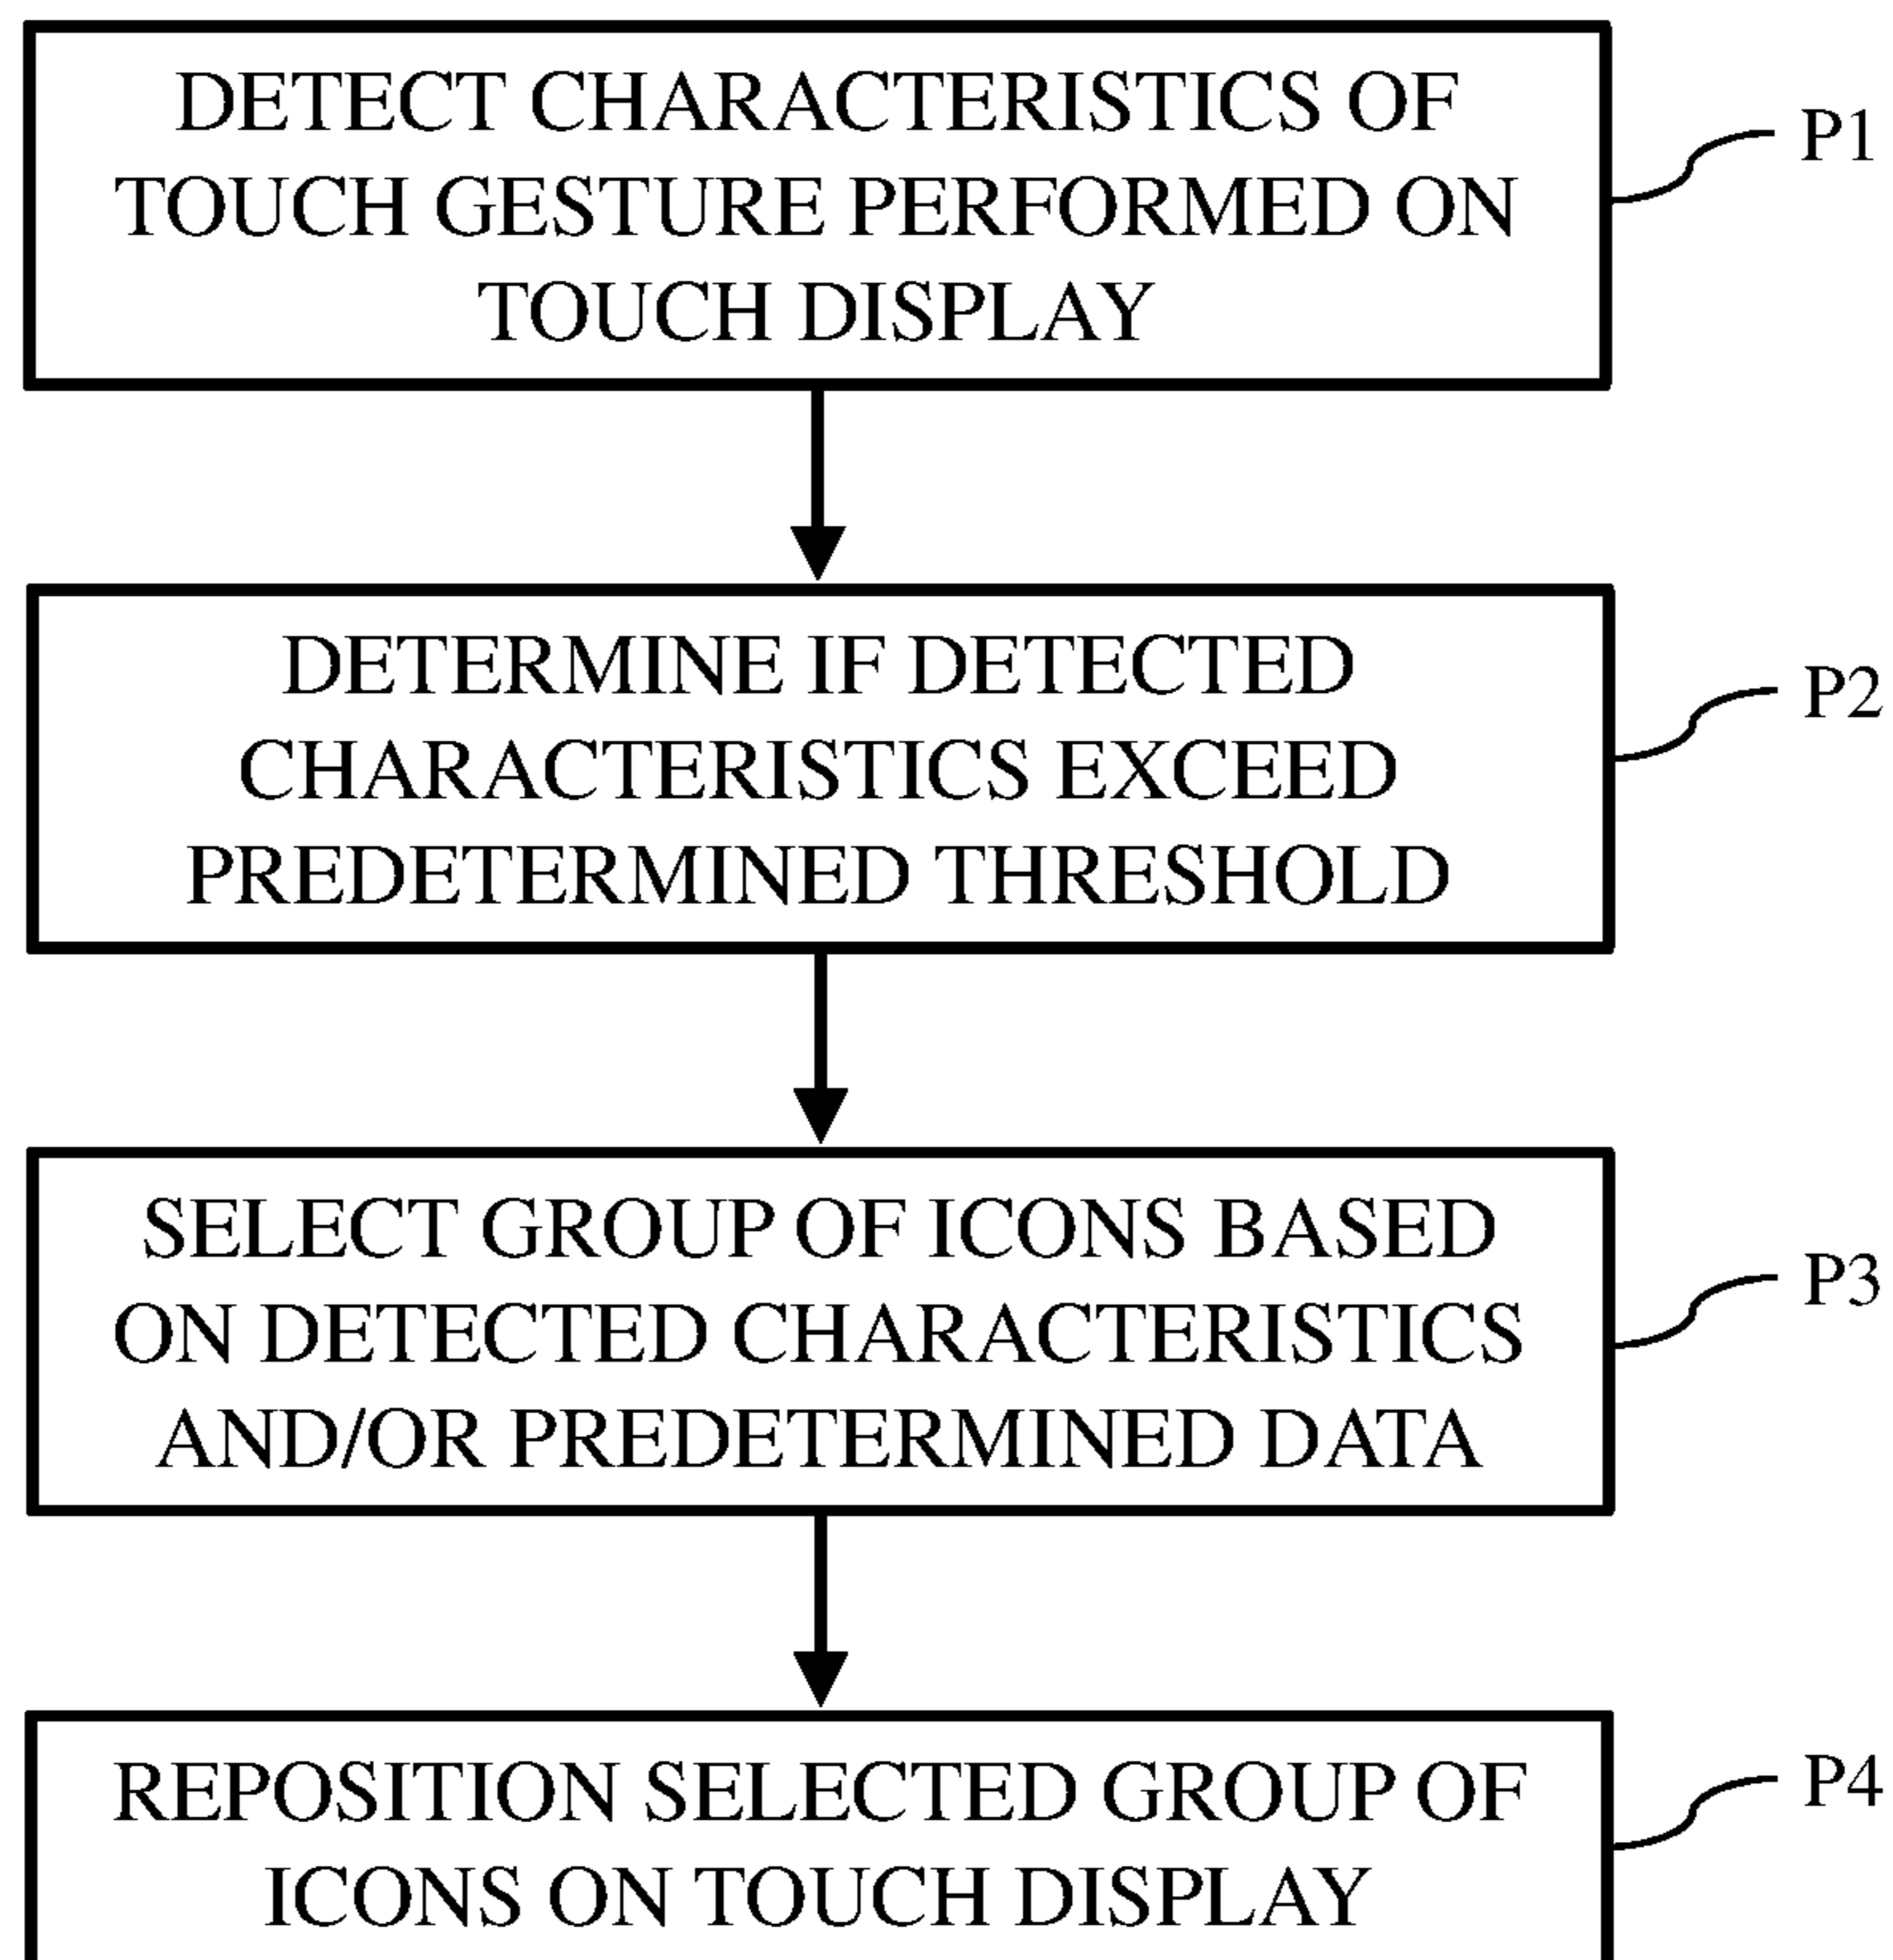 DETECT CHARACTERISTICS OF
TOUCH GESTURE PERFORMED ON
TOUCH DISPLAY
P1
DETERMINE IF DETECTED
CHARACTERISTICS EXCEED
PREDETERMINED THRESHOLD
P2
SELECT GROUP OF ICONS BASED
ON DETECTED CHARACTERISTICS
AND/OR PREDETERMINED DATA
P3
REPOSITION SELECTED GROUP OF
ICONS ON TOUCH DISPLAY
P4